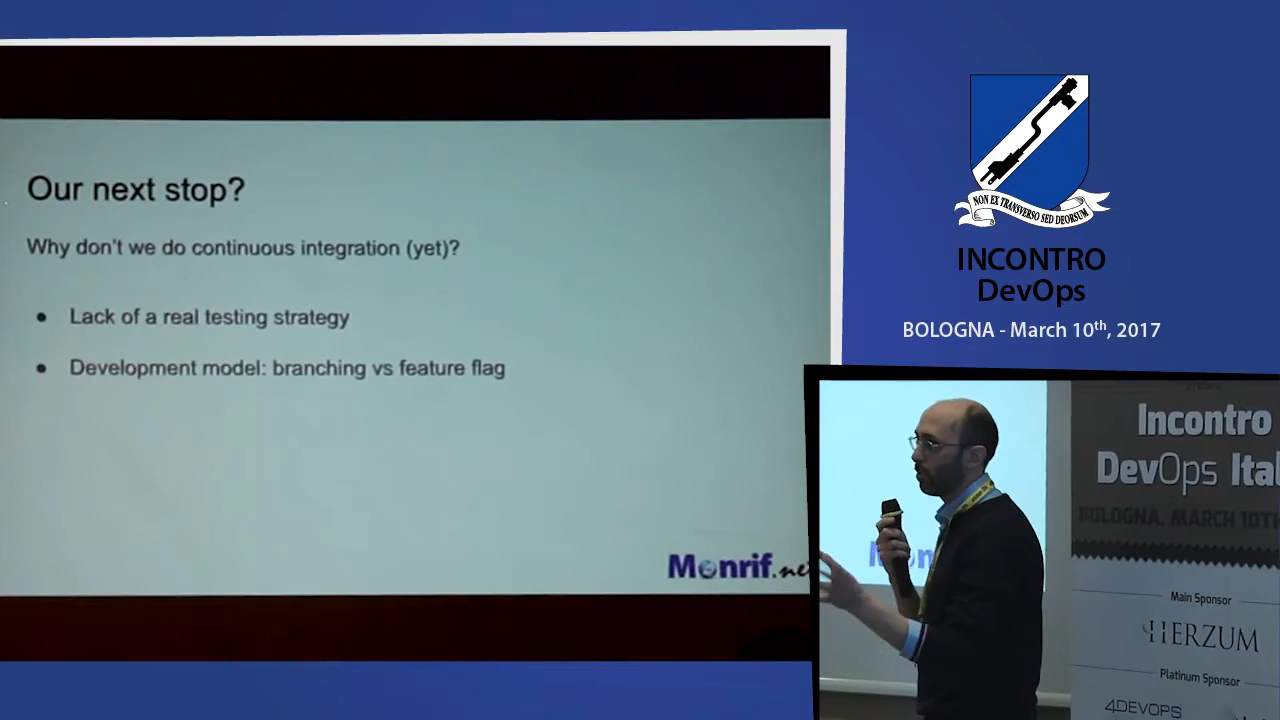 Our next stop?
Why don't we do continuous integration (yet)?
• Lack of a real testing strategy
• Development model: branching vs feature flag
Monrif.ne
NON EX TRANSVERSO SED DEORSUM
INCONTRO
DevOps
BOLOGNA - March 10th, 2017
Incontro
DevOps Ital
BOLOGNA, MARCH 10TH
Main Sponsor
HERZUM
Platinum Sponsor
4DEVOPS